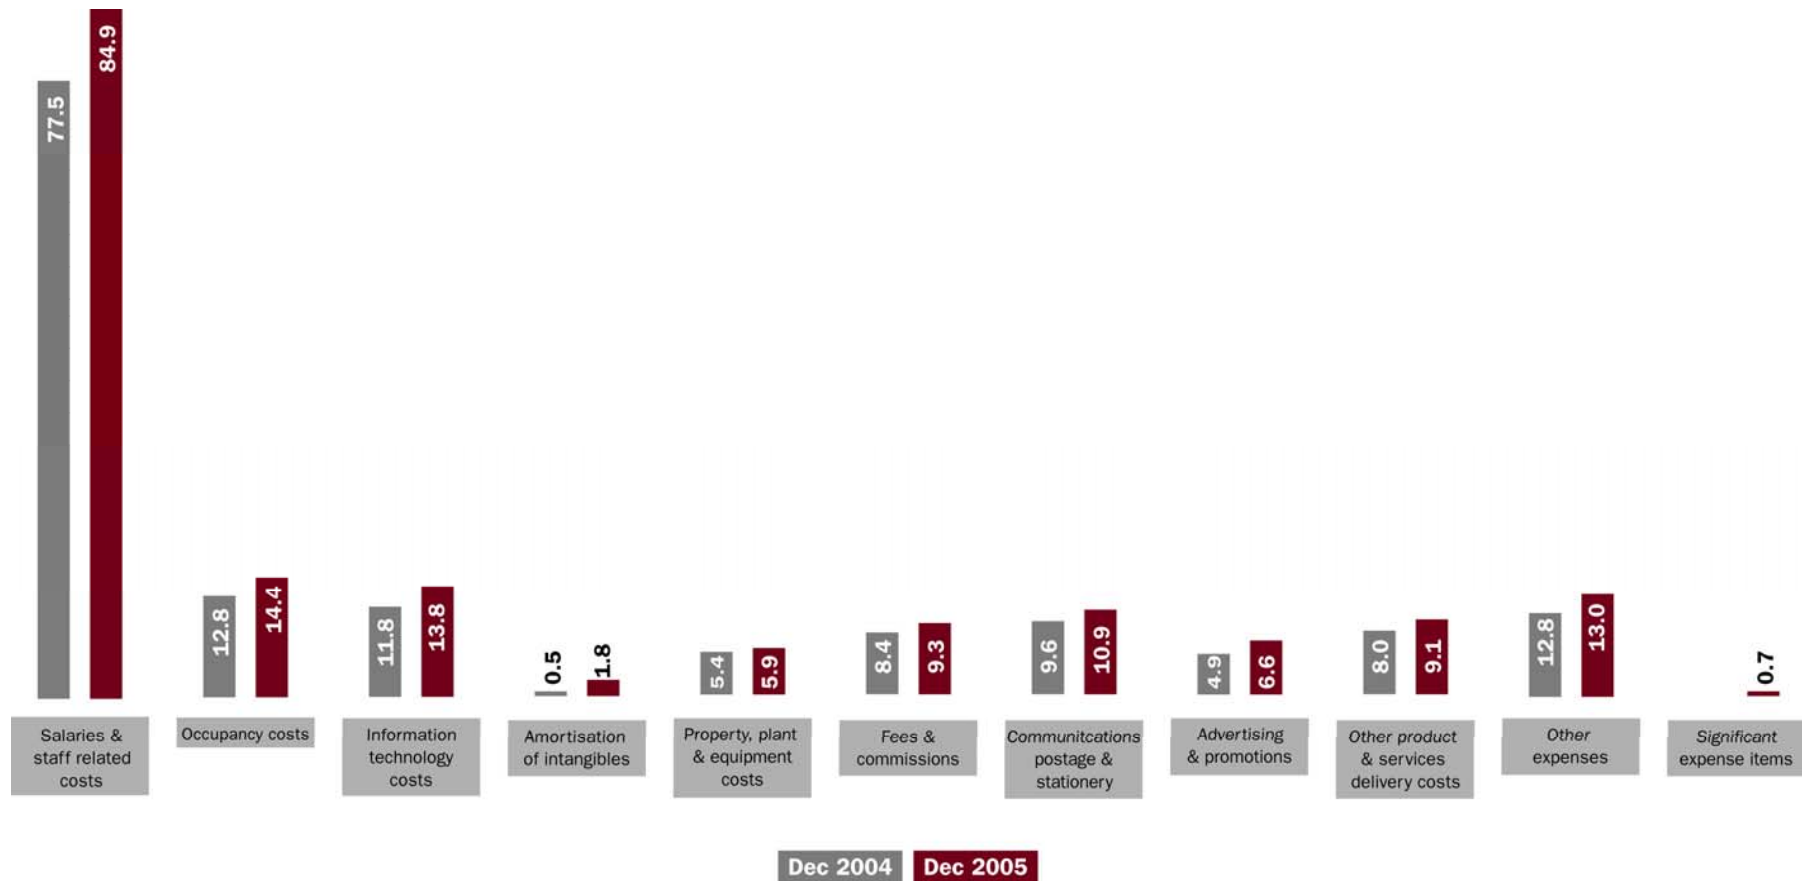 84.9
77.5
12.8
14.4
11.8
13.8
0.5
1.8
5.4
5.9
8.4
9.3
9.6
10.9
4.9
6.6
8.0
9.1
12.8
13.0
0.7
Salaries &
staff related
costs
Occupancy costs
Information
technology
costs
Amortisation
of intangibles
Property, plant
& equipment
costs
Fees &
commissions
Communitcations
postage &
stationery
Advertising
& promotions
Other product
& services
delivery costs
Other
expenses
Significant
expense items
Dec 2004
Dec 2005